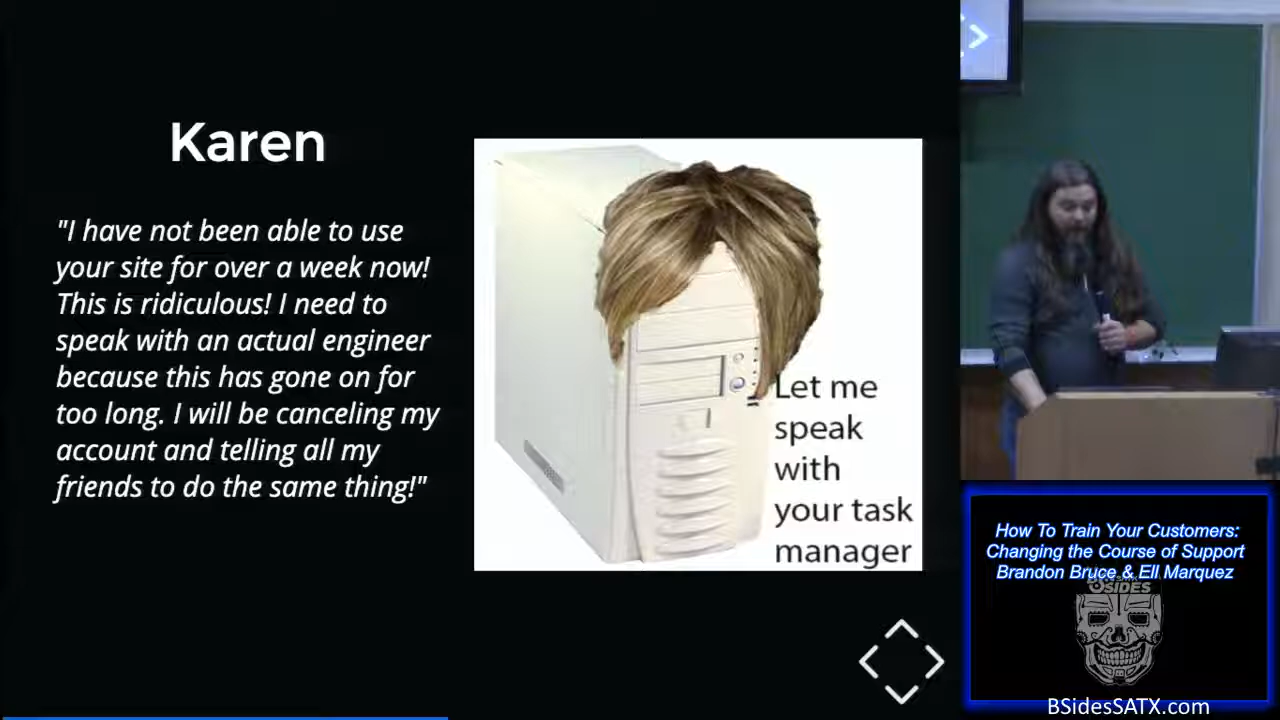 Karen
"I have not been able to use
your site for over a week now!
This is ridiculous! I need to
speak with an actual engineer
because this has gone on for
too long. I will be canceling my
account and telling all my
friends to do the same thing!"
Let me
speak
with
your task
manager
How To Train Your Customers:
Changing the Course of Support
Brandon Bruce & Ell Marquez
BSIDES
BSidesSATX.com